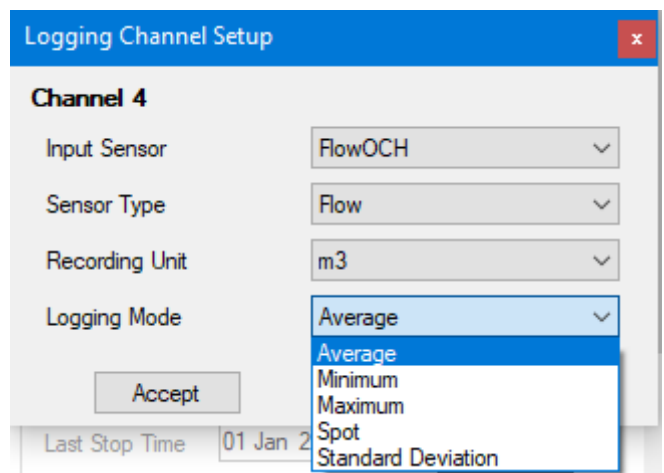 Logging Channel Setup x
Channel 4
Input Sensor FlowOCH
Sensor Type Flow
Recording Unit m3
Logging Mode Average
Average
Minimum
Accept Maximum
Spot
Last Stop Time 01 Jan 2
Standard Deviation